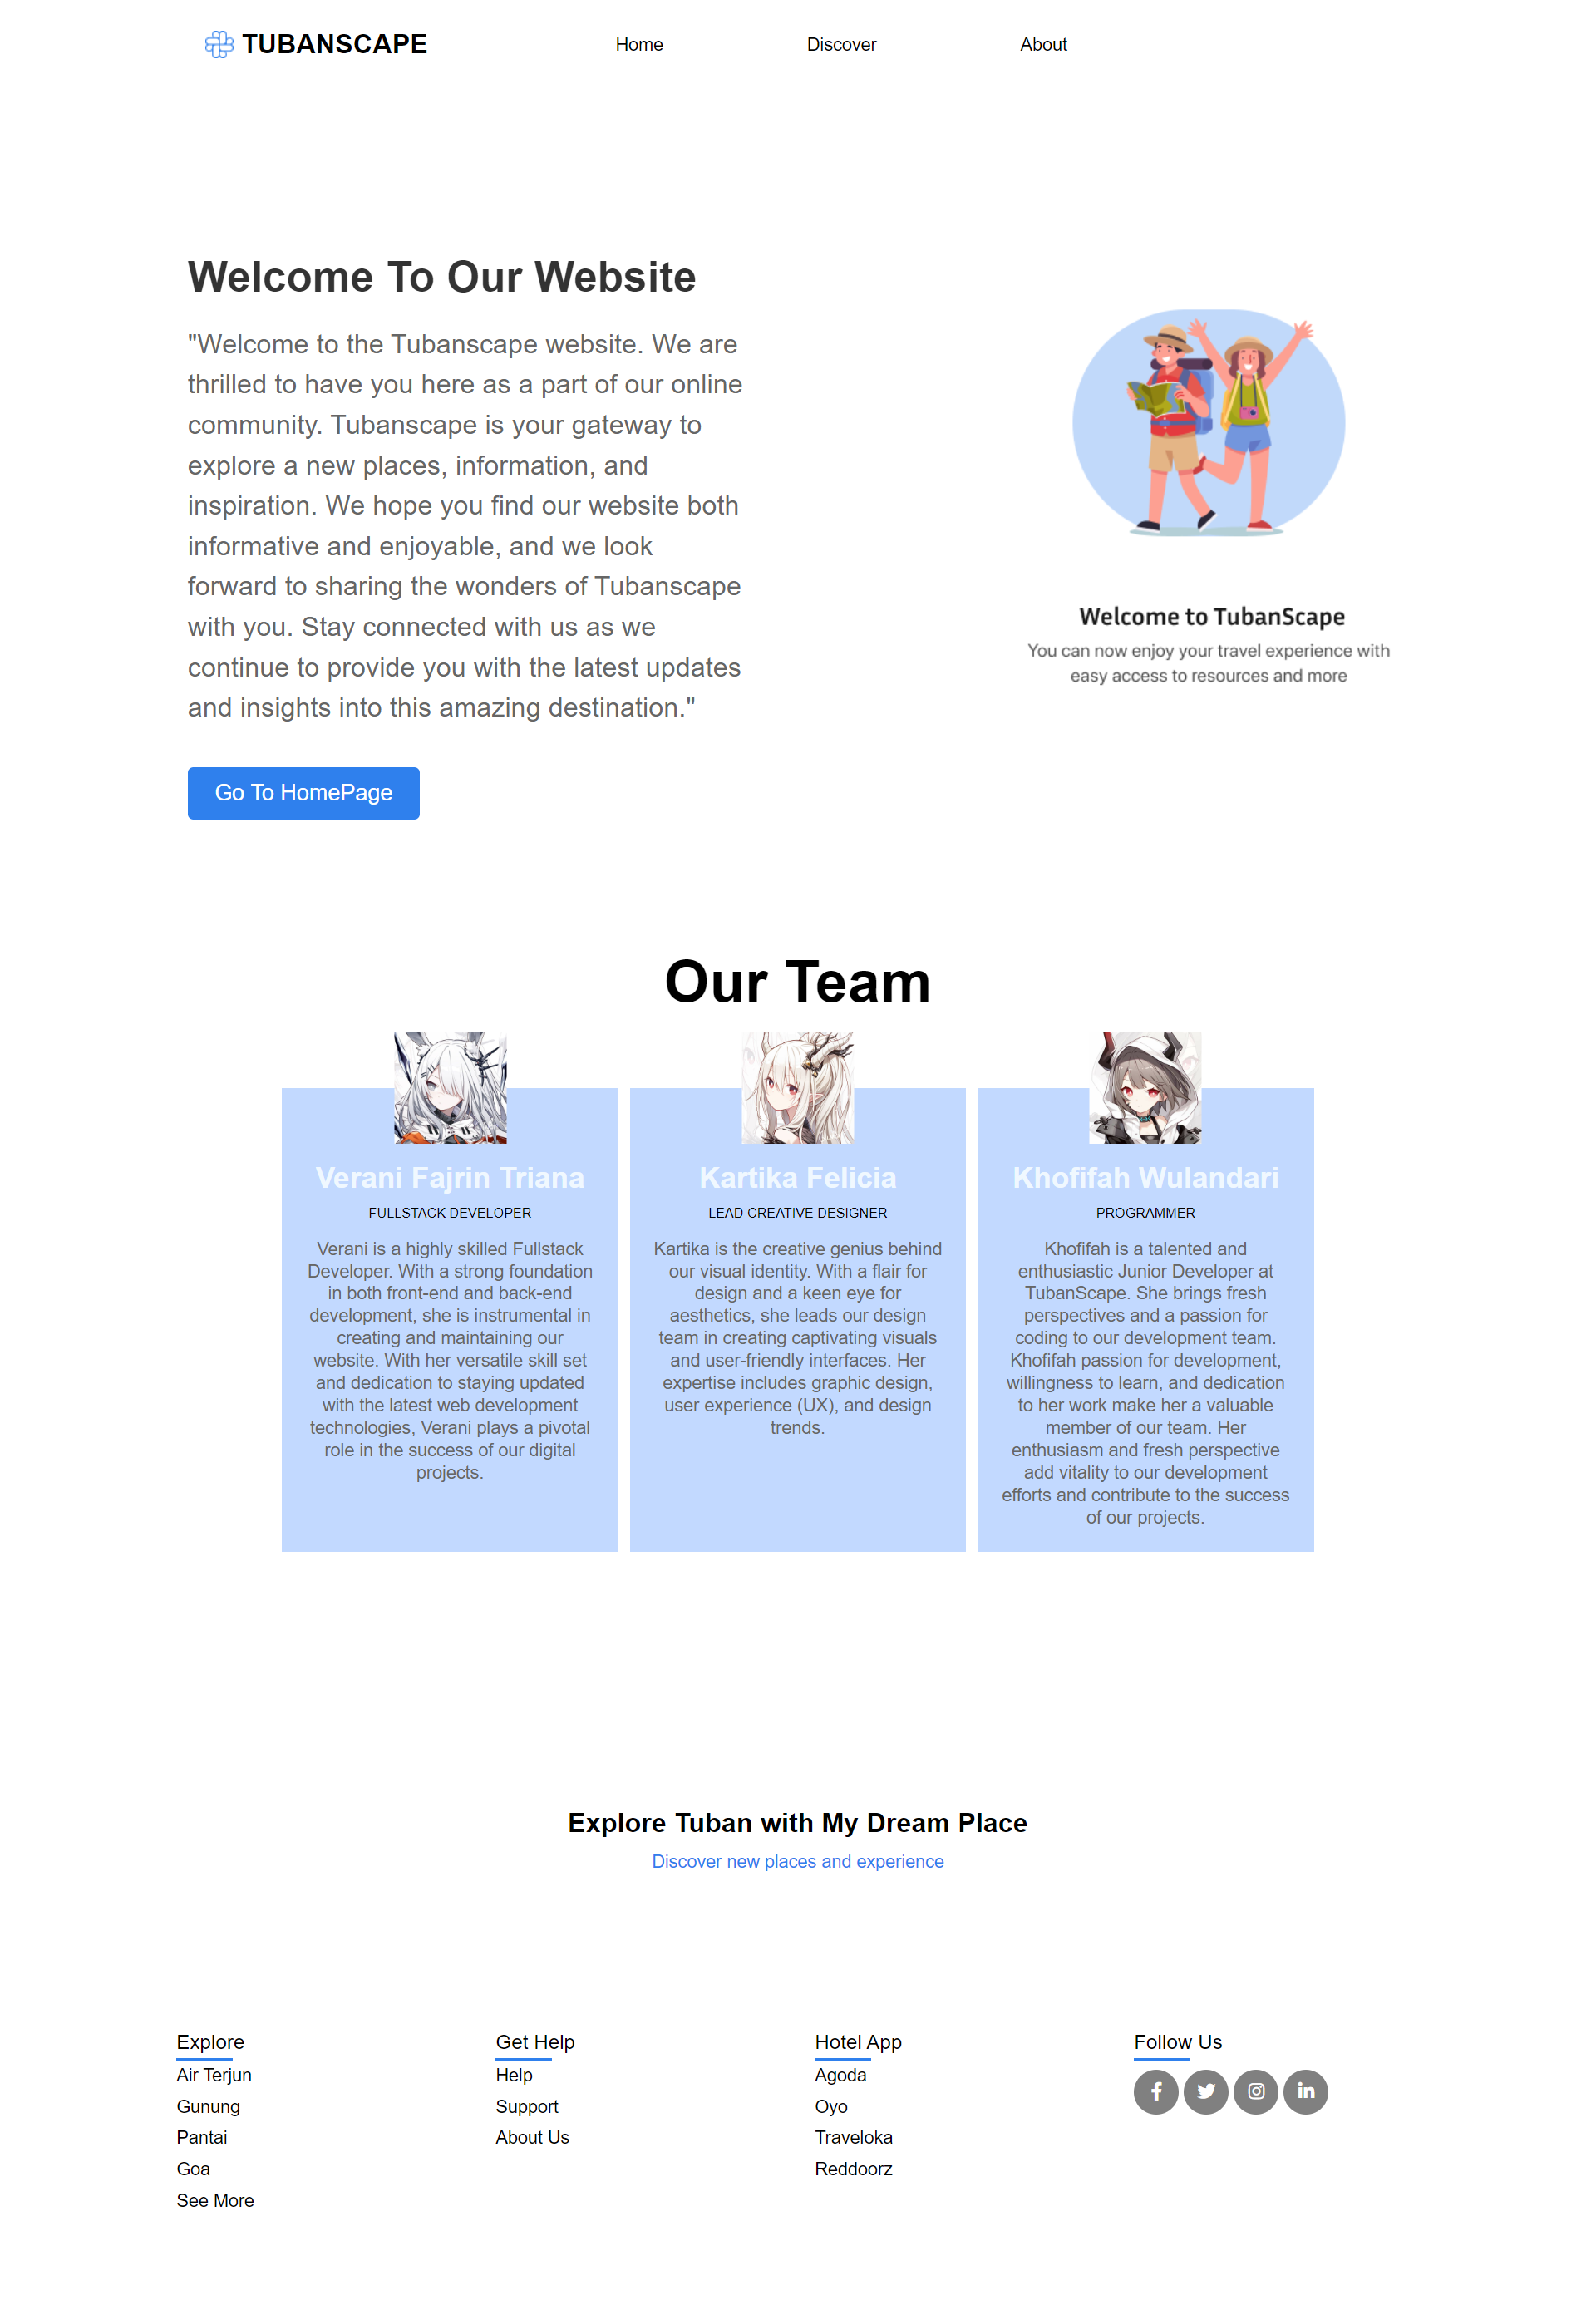 TUBANSCAPE
Home
Discover
About
Welcome To Our Website
"Welcome to the Tubanscape website. We are
thrilled to have you here as a part of our online
community. Tubanscape is your gateway to
explore a new places, information, and
inspiration. We hope you find our website both
informative and enjoyable, and we look
forward to sharing the wonders of Tubanscape
with you. Stay connected with us as we
continue to provide you with the latest updates
and insights into this amazing destination."
Go To HomePage
Welcome to TubanScape
You can now enjoy your travel experience with
easy access to resources and more
Our Team
Verani Fajrin Triana
FULLSTACK DEVELOPER
Verani is a highly skilled Fullstack
Developer. With a strong foundation
in both front-end and back-end
development, she is instrumental in
creating and maintaining our
website. With her versatile skill set
and dedication to staying updated
with the latest web development
technologies, Verani plays a pivotal
role in the success of our digital
projects.
Kartika Felicia
LEAD CREATIVE DESIGNER
Kartika is the creative genius behind
our visual identity. With a flair for
design and a keen eye for
aesthetics, she leads our design
team in creating captivating visuals
and user-friendly interfaces. Her
expertise includes graphic design,
user experience (UX), and design
trends.
Khofifah Wulandari
PROGRAMMER
Khofifah is a talented and
enthusiastic Junior Developer at
TubanScape. She brings fresh
perspectives and a passion for
coding to our development team.
Khofifah passion for development,
willingness to learn, and dedication
to her work make her a valuable
member of our team. Her
enthusiasm and fresh perspective
add vitality to our development
efforts and contribute to the success
of our projects.
Explore Tuban with My Dream Place
Discover new places and experience
Explore
Air Terjun
Gunung
Pantai
Goa
See More
Get Help
Help
Support
About Us
Hotel App
Agoda
Oyo
Traveloka
Reddoorz
Follow Us